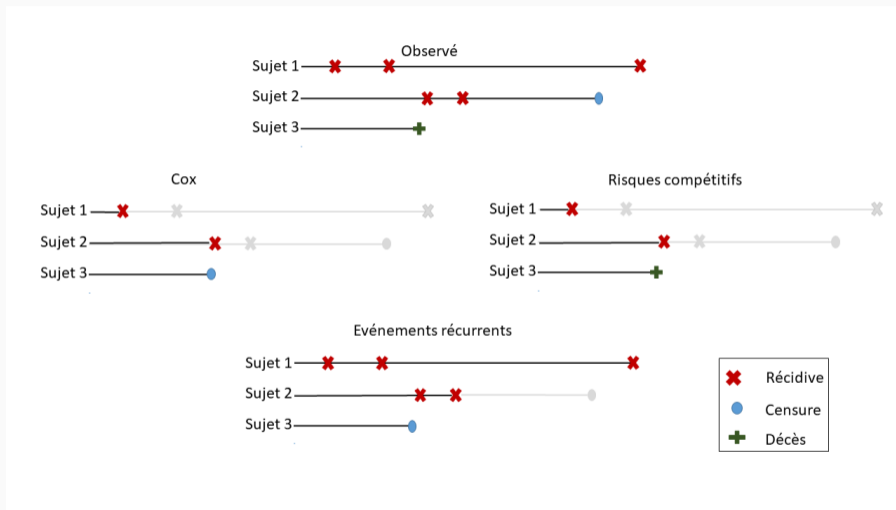 Observé
Sujet 1
Sujet 2
Sujet 3
Cox
Sujet 1
Sujet 2
Sujet 3
Risques compétitifs
Sujet 1
Sujet 2
Sujet 3
Evénements récurrents
Sujet 1
Sujet 2
Sujet 3
Récidive
Censure
Décès